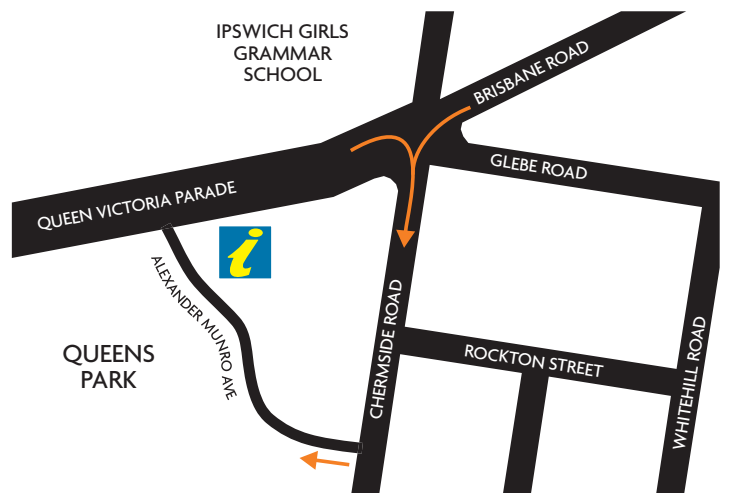 IPSWICH GIRLS
GRAMMAR
SCHOOL
BRISBANE ROAD
GLEBE ROAD
QUEEN VICTORIA PARADE
i
ALEXANDER MUNRO AVE
QUEENS
PARK
CHERMSIDE ROAD
ROCKTON STREET
WHITEHILL ROAD